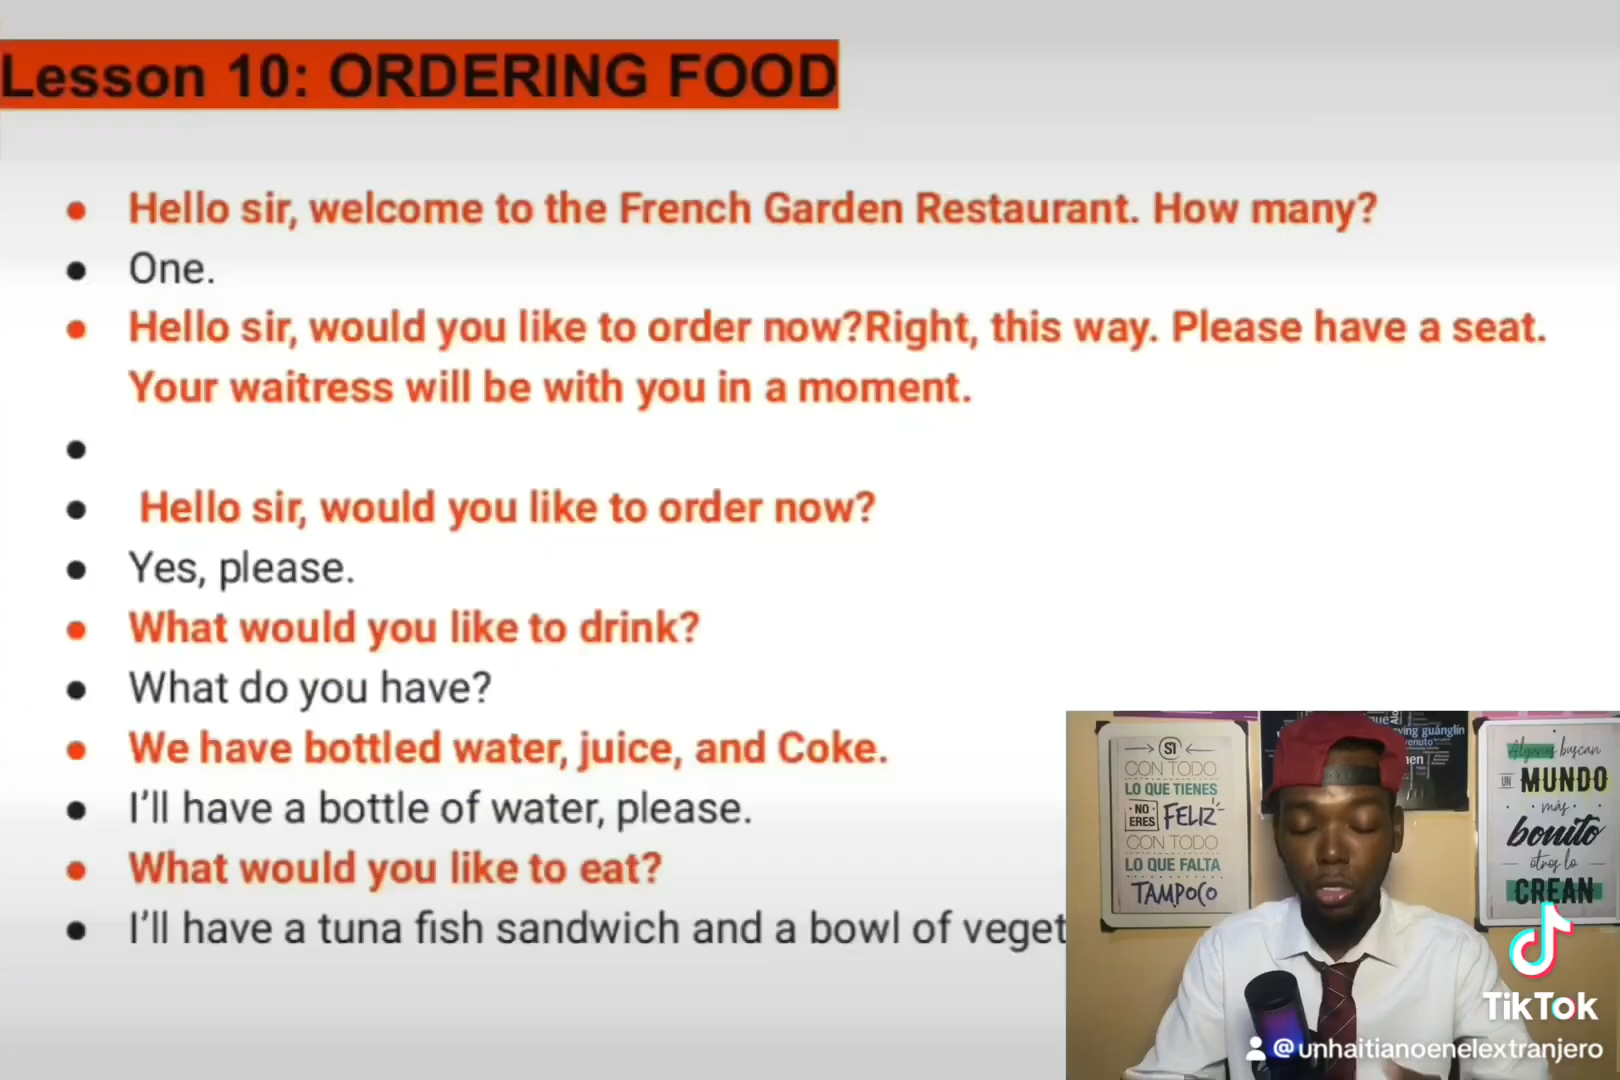 Lesson 10: ORDERING FOOD
Hello sir, welcome to the French Garden Restaurant. How many?
One.
Hello sir, would you like to order now?Right, this way. Please have a seat.
Your waitress will be with you in a moment.
Hello sir, would you like to order now?
Yes, please.
What would you like to drink?
What do you have?
We have bottled water, juice, and Coke.
I'll have a bottle of water, please.
What would you like to eat?
I'll have a tuna fish sandwich and a bowl of veget
SI
CON TODO
LO QUE TIENES
NO
ERES
FELIZ
CON TODO
LO QUE FALTA
TAMPOCO
guānglín
Algunos buscan
UN MUNDO
más
bonito
otros lo
CREAN
TikTok
@unhaitianoenelextranjero